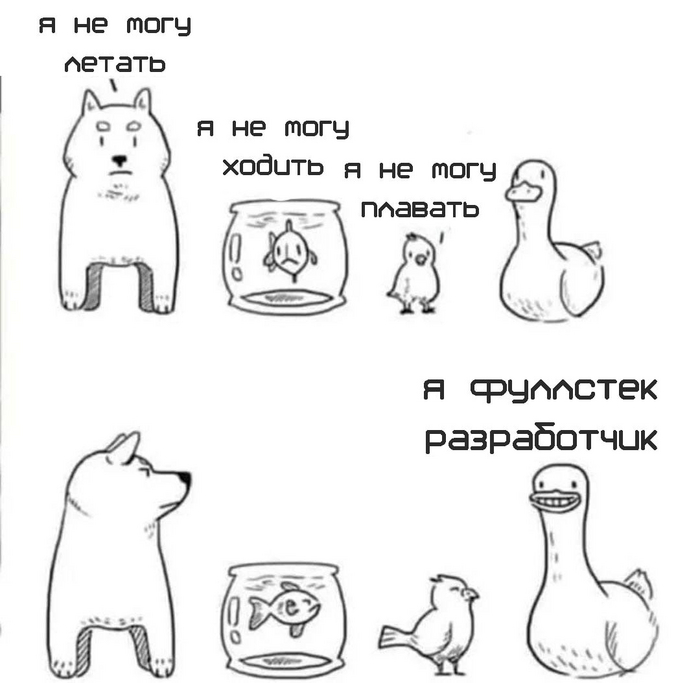 Я не могу
летать
Я не могу
ходить
Я не могу
плавать
Я фуллстек
разработчик